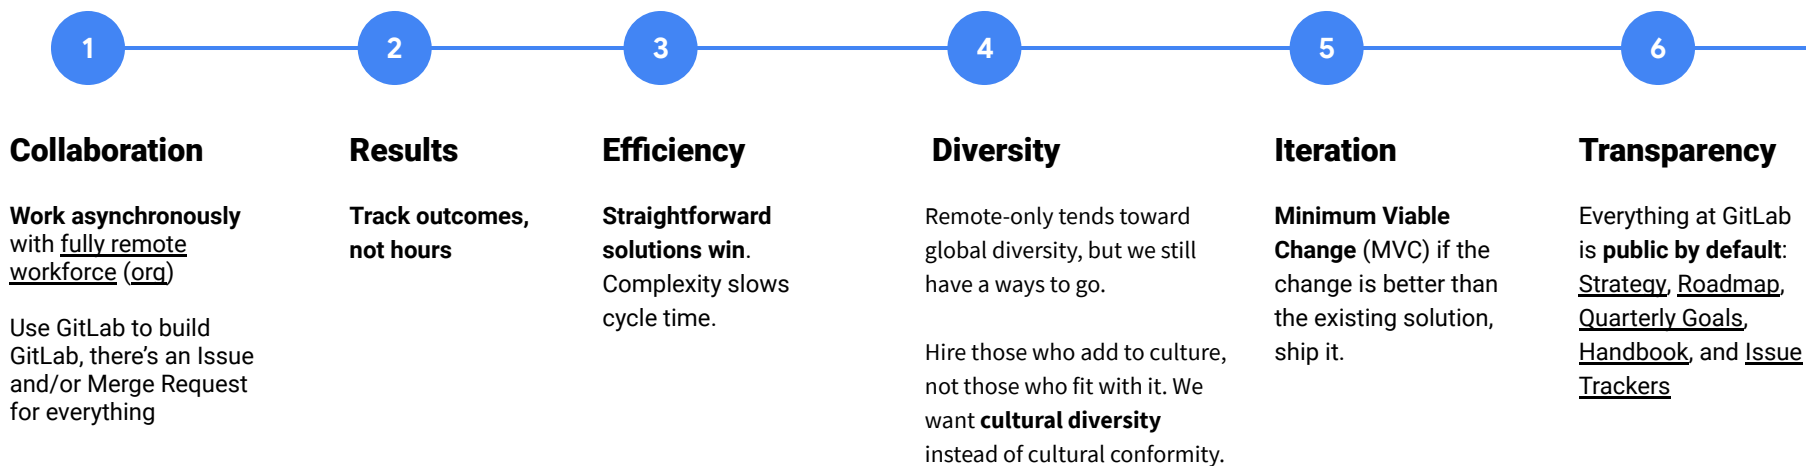 1
2
3
4
5
6
Collaboration
Work asynchronously
with fully remote
workforce (org)
Use GitLab to build
GitLab, there’s an Issue
and/or Merge Request
for everything
Results
Track outcomes,
not hours
Efficiency
Straightforward
solutions win.
Complexity slows
cycle time.
Diversity
Remote-only tends toward
global diversity, but we still
have a ways to go.
Hire those who add to culture,
not those who fit with it. We
want cultural diversity
instead of cultural conformity.
Iteration
Minimum Viable
Change (MVC) if the
change is better than
the existing solution,
ship it.
Transparency
Everything at GitLab
is public by default:
Strategy, Roadmap,
Quarterly Goals,
Handbook, and Issue
Trackers